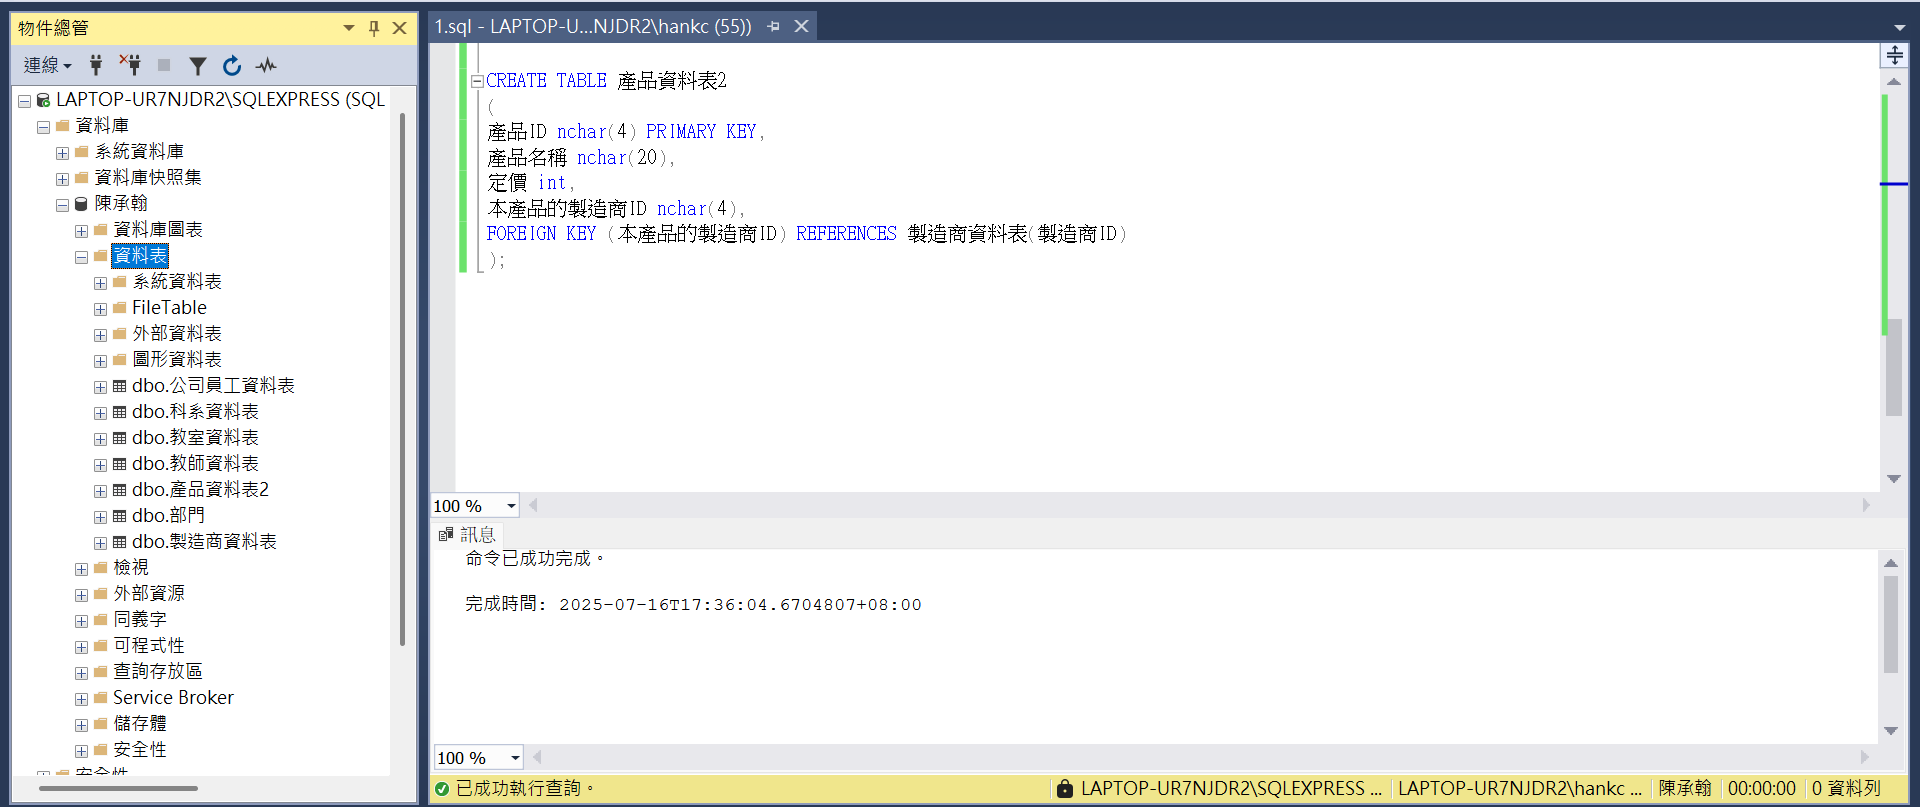 物件總管
連線
LAPTOP-UR7NJDR2\SQLEXPRESS (SQL
資料庫
系統資料庫
資料庫快照集
陳承翰
資料庫圖表
資料表
系統資料表
FileTable
外部資料表
圖形資料表
dbo.公司員工資料表
dbo.科系資料表
dbo.教室資料表
dbo.教師資料表
dbo.產品資料表2
dbo.部門
dbo.製造商資料表
檢視
外部資源
同義字
可程式性
查詢存放區
Service Broker
儲存體
安全性
安全性
1.sql - LAPTOP-U...NJDR2\hankc (55))
CREATE TABLE 產品資料表2
(
產品ID nchar(4) PRIMARY KEY,
產品名稱 nchar(20),
定價 int,
本產品的製造商ID nchar(4),
FOREIGN KEY (本產品的製造商ID) REFERENCES 製造商資料表(製造商ID)
);
100 %
訊息
命令已成功完成。
完成時間: 2025-07-16T17:36:04.6704807+08:00
100 %
已成功執行查詢。 LAPTOP-UR7NJDR2\SQLEXPRESS ... LAPTOP-UR7NJDR2\hankc ... 陳承翰 00:00:00 0 資料列